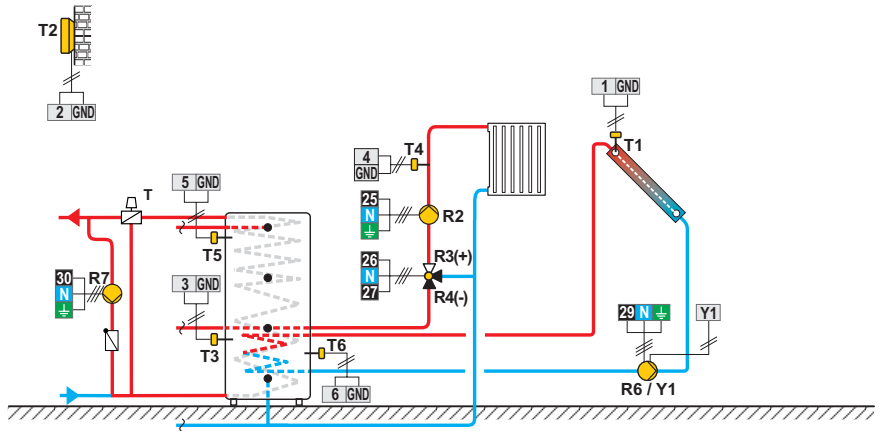 T2
2 GND
1 GND
T1
T4
4
GND
5 GND
T
T5
25
N
R2
R3(+)
26
N
27
R4(-)
30
N
R7
3 GND
T3
T6
6 GND
29 N
Y1
R6 / Y1